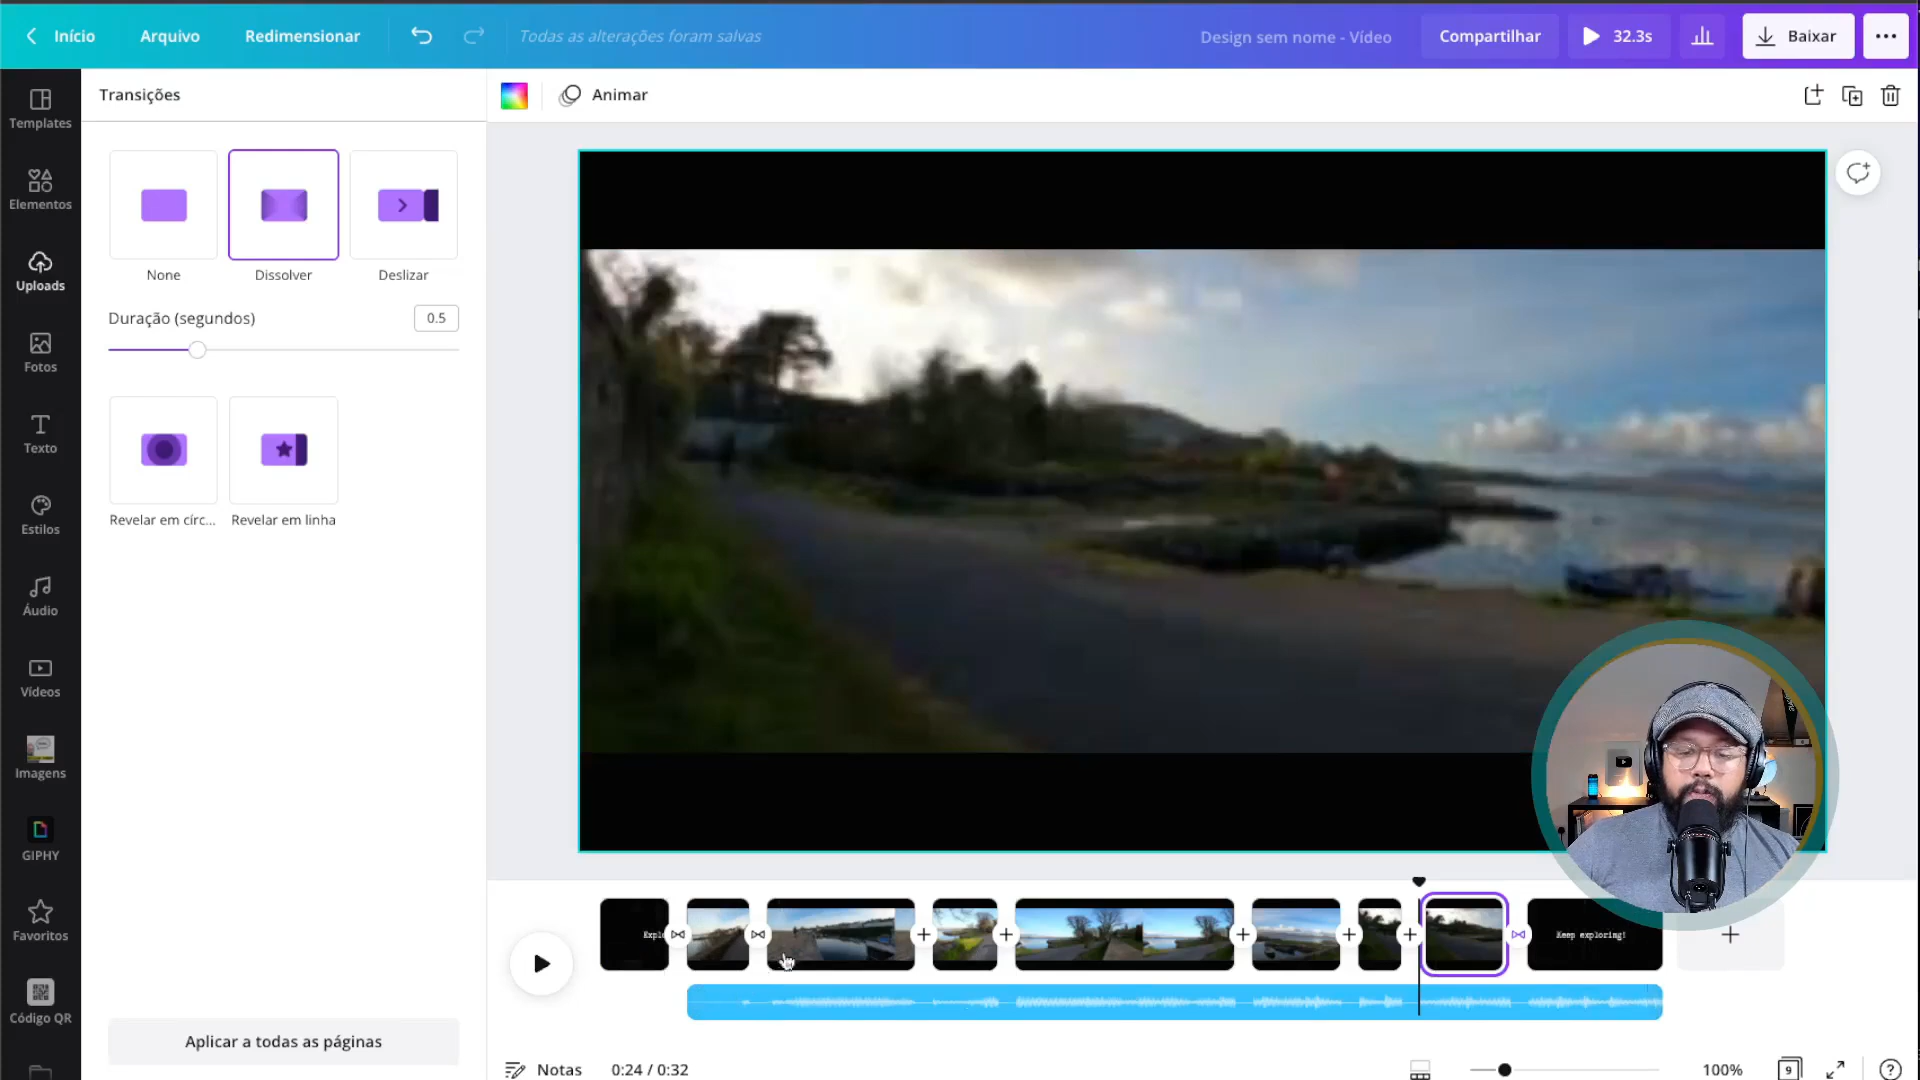 Início
Arquivo
Redimensionar
Todas as alterações foram salvas
Design sem nome - Vídeo
Compartilhar
32.3s
Baixar
Templates
Elementos
Uploads
Fotos
Texto
Estilos
Áudio
Vídeos
Imagens
GIPHY
Favoritos
Código QR
Transições
None
Dissolver
Deslizar
Duração (segundos)
0.5
Revelar em círc...
Revelar em linha
Aplicar a todas as páginas
Animar
Expl
Keep exploring!
Notas
0:24 / 0:32
100%
9